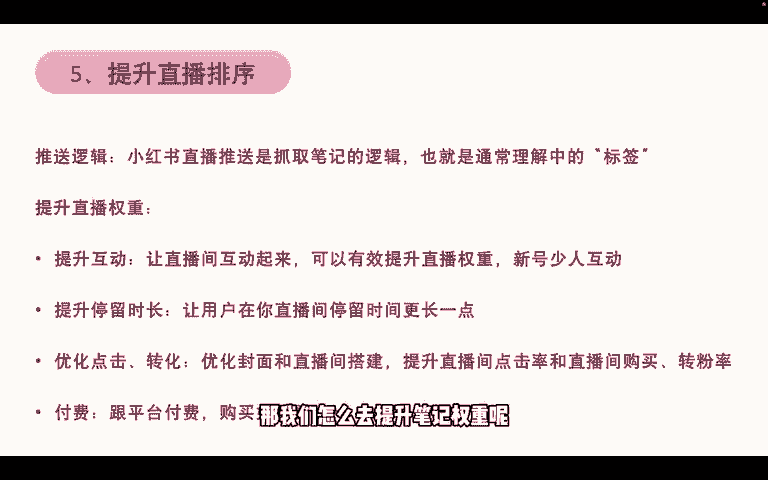 5、提升直播排序
推送逻辑：小红书直播推送是抓取笔记的逻辑，也就是通常理解中的“标签”
提升直播权重：
• 提升互动：让直播间互动起来，可以有效提升直播权重，新号少人互动
• 提升停留时长：让用户在你直播间停留时间更长一点
• 优化点击、转化：优化封面和直播间搭建，提升直播间点击率和直播间购买、转粉率
• 付费：跟平台付费，购买
那我们怎么去提升笔记权重呢